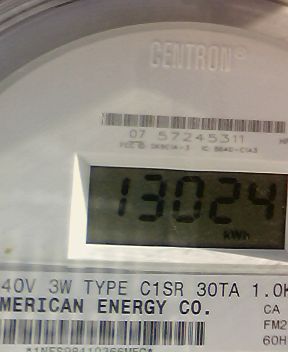 CENTRON®
07 57245311
13024
kWh
40V 3W TYPE C1SR 30TA 1.0K
MERICAN ENERGY CO.
CA
FM2
60H